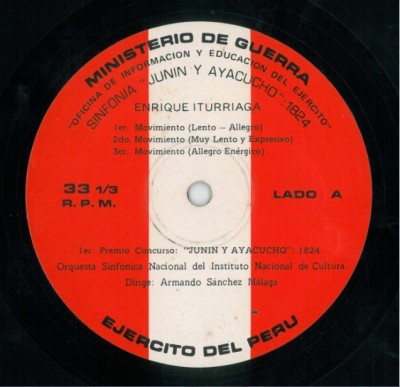 MINISTERIO DE GUERRA
"OFICINA DE INFORMACION Y EDUCACION DEL EJERCITO"
SINFONIA "JUNIN Y AYACUCHO": 1824
ENRIQUE ITURRIAGA
1er. Movimiento (Lento — Allegro)
2do. Movimiento (Muy Lento y Expresivo)
3er. Movimiento (Allegro Enérgico)
33 1/3
R. P. M.
LADO A
1er. Premio Concurso: "JUNIN Y AYACUCHO": 1824
Orquesta Sinfónica Nacional del Instituto Nacional de Cultura
Dirige: Armando Sánchez Málaga
EJERCITO DEL PERU